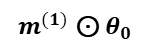 𝒎⁽¹⁾ ⊙ 𝜽₀